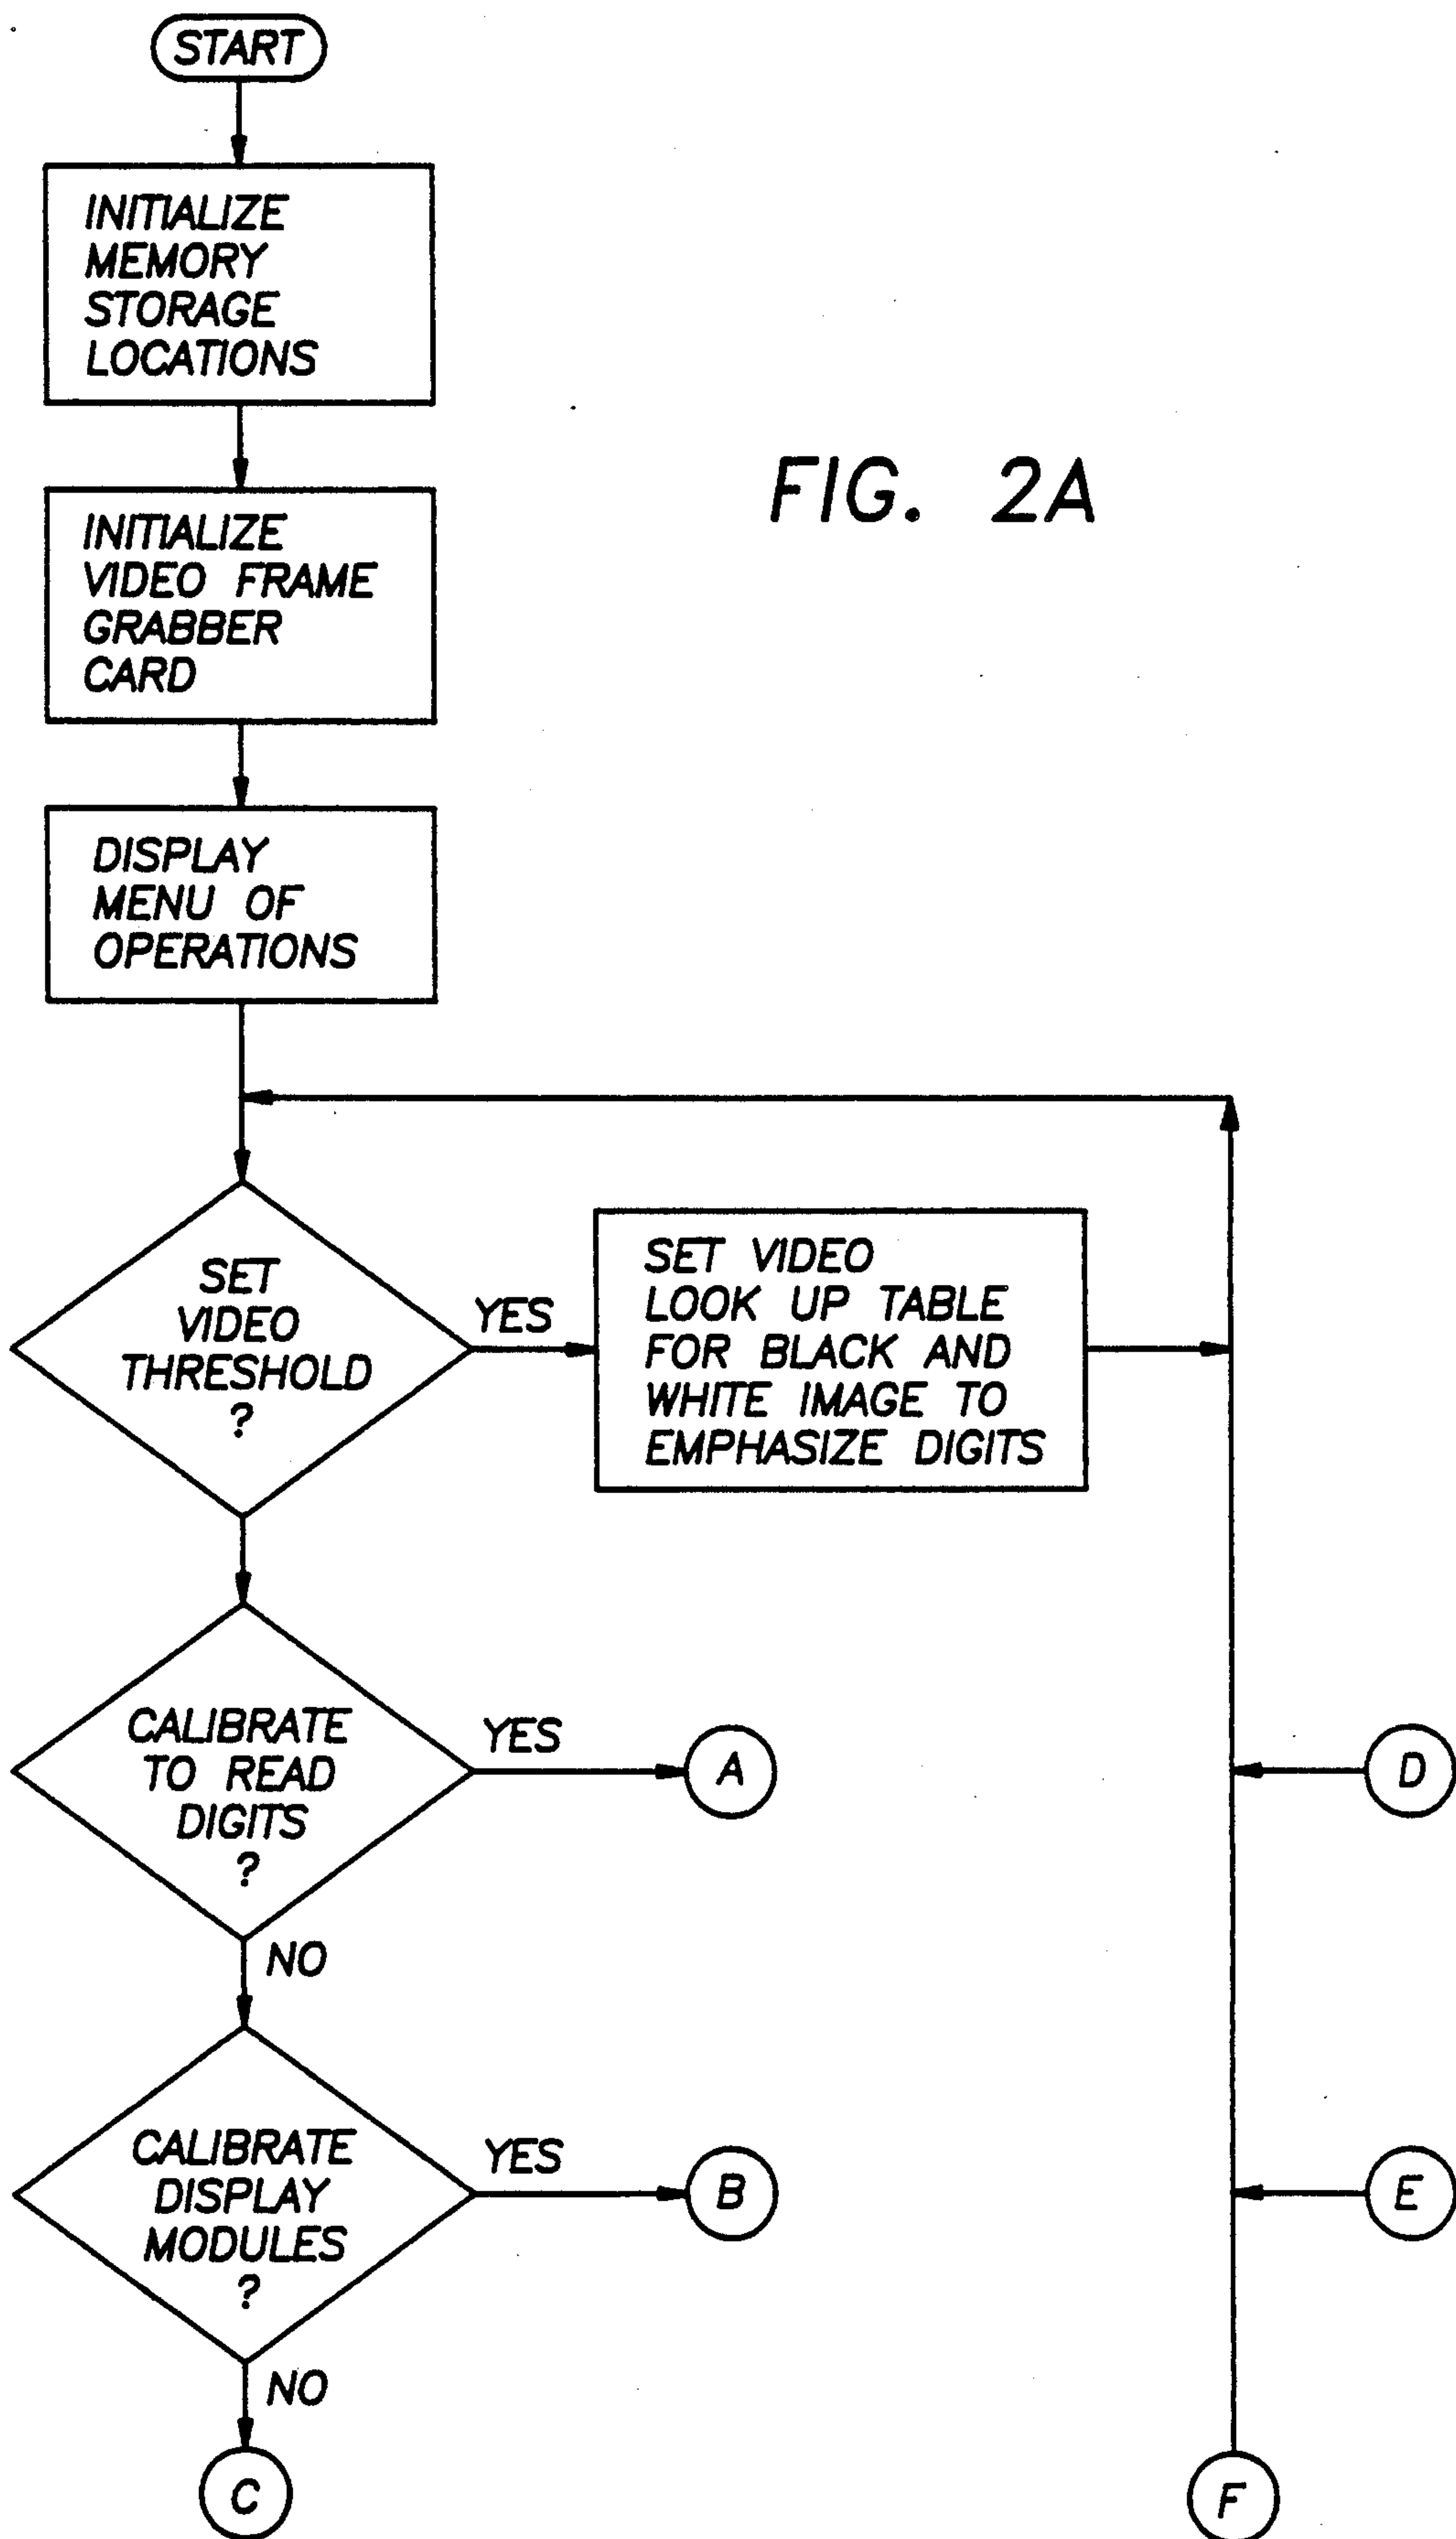 START
INITIALIZE
MEMORY
STORAGE
LOCATIONS
FIG. 2A
INITIALIZE
VIDEO FRAME
GRABBER
CARD
DISPLAY
MENU OF
OPERATIONS
SET
VIDEO
THRESHOLD
?
YES
SET VIDEO
LOOK UP TABLE
FOR BLACK AND
WHITE IMAGE TO
EMPHASIZE DIGITS
CALIBRATE
TO READ
DIGITS
?
YES
A
D
NO
CALIBRATE
DISPLAY
MODULES
?
YES
B
E
NO
C
F